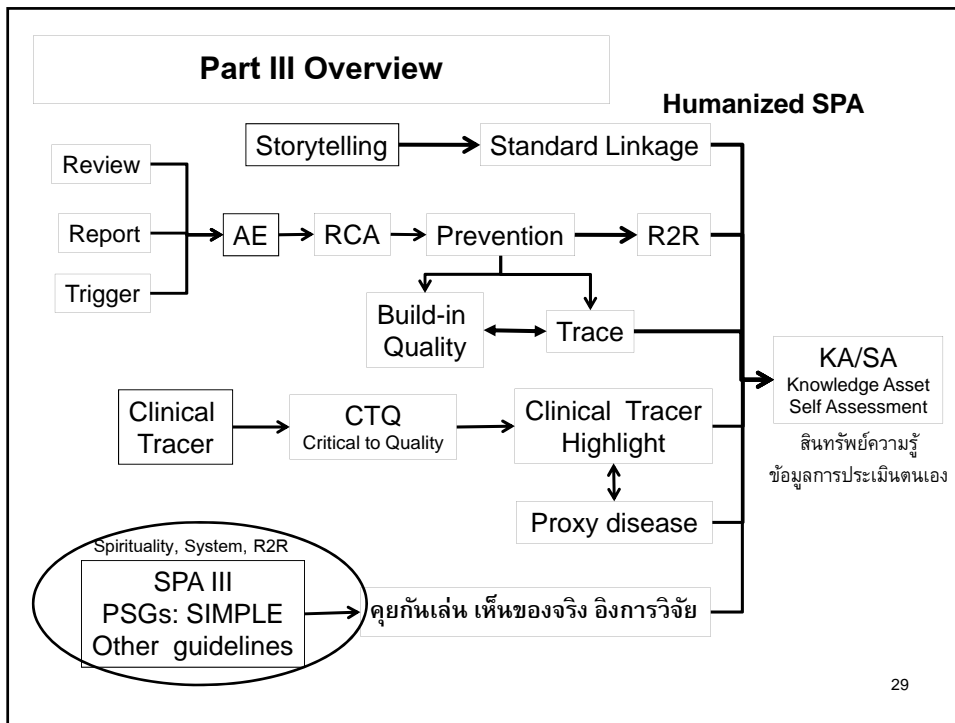 Part III Overview
Humanized SPA
Storytelling
Standard Linkage
Review
Report
Trigger
AE
RCA
Prevention
R2R
Build-in
Quality
Trace
KA/SA
Knowledge Asset
Self Assessment
สินทรัพย์ความรู้
ข้อมูลการประเมินตนเอง
Clinical
Tracer
CTQ
Critical to Quality
Clinical Tracer
Highlight
Proxy disease
Spirituality, System, R2R
SPA III
PSGs: SIMPLE
Other guidelines
คุยกันเล่น เห็นของจริง อิงการวิจัย
29